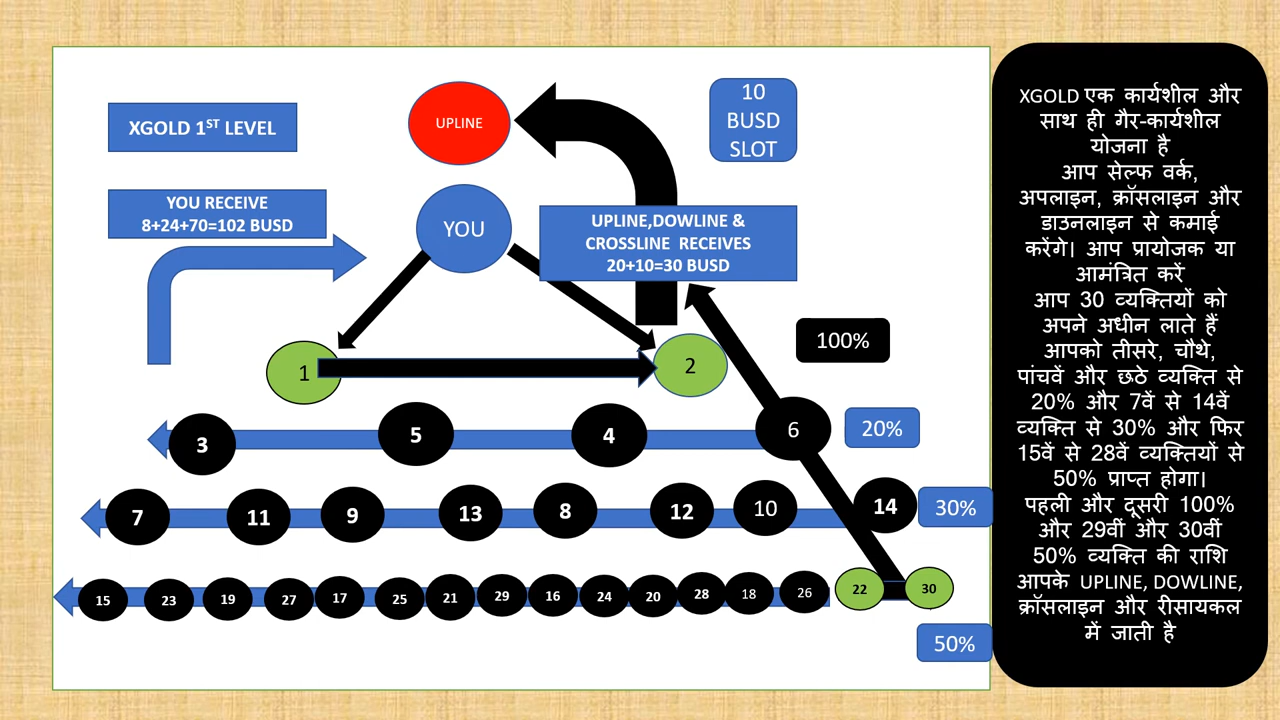 XGOLD 1ST LEVEL
UPLINE
10
BUSD
SLOT
YOU RECEIVE
8+24+70=102 BUSD
YOU
UPLINE,DOWLINE &
CROSSLINE RECEIVES
20+10=30 BUSD
100%
1
2
3
5
4
6
20%
7
11
9
13
8
12
10
14
30%
15
23
19
27
17
25
21
29
16
24
20
28
18
26
22
30
50%
XGOLD एक कार्यशील और
साथ ही गैर-कार्यशील
योजना है
आप सेल्फ वर्क,
अपलाइन, क्रॉसलाइन और
डाउनलाइन से कमाई
करेंगे। आप प्रायोजक या
आमंत्रित करें
आप 30 व्यक्तियों को
अपने अधीन लाते हैं
आपको तीसरे, चौथे,
पांचवें और छठे व्यक्ति से
20% और 7वें से 14वें
व्यक्ति से 30% और फिर
15वें से 28वें व्यक्तियों से
50% प्राप्त होगा।
पहली और दूसरी 100%
और 29वीं और 30वीं
50% व्यक्ति की राशि
आपके UPLINE, DOWLINE,
क्रॉसलाइन और रीसायकल
में जाती है